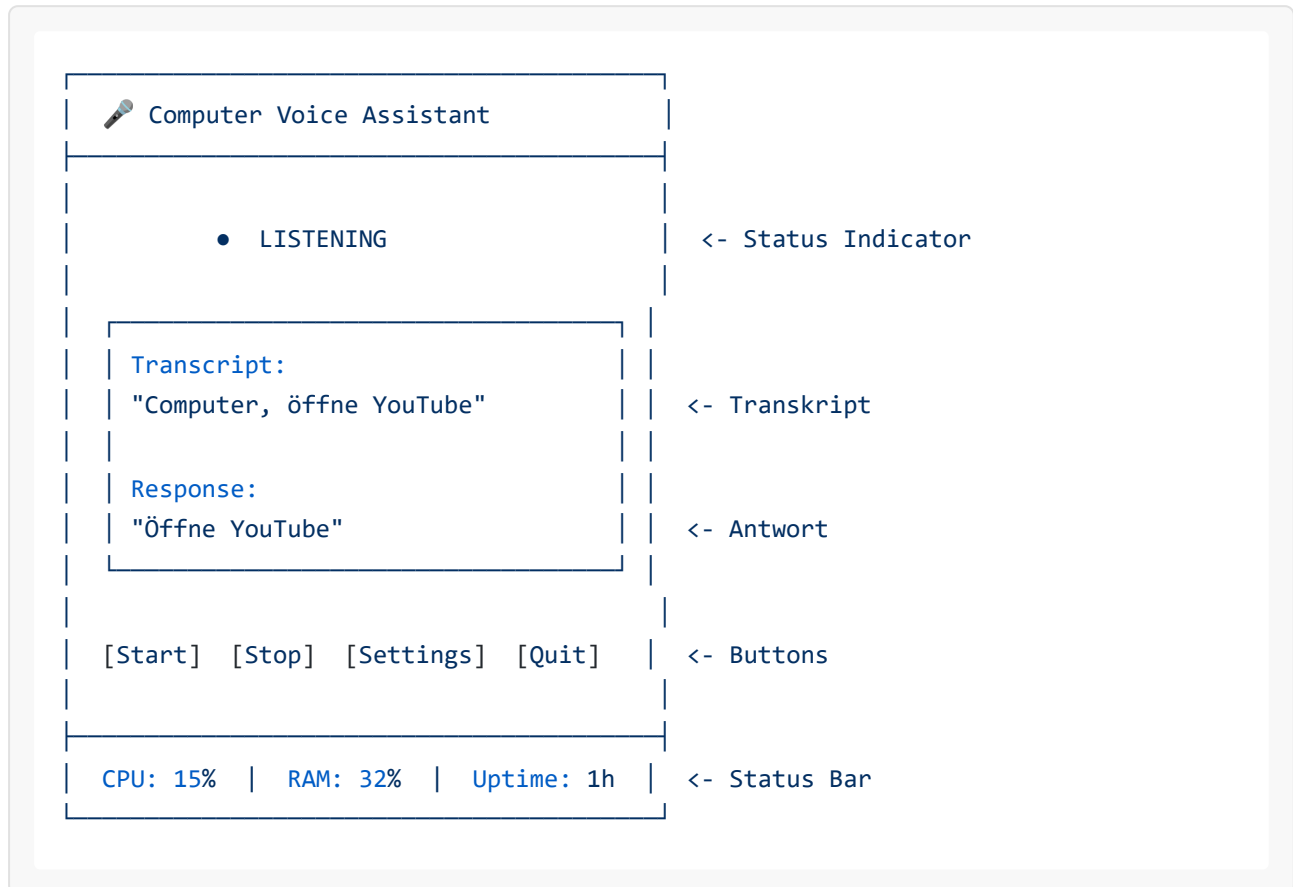 🎤 Computer Voice Assistant
● LISTENING <- Status Indicator
Transcript:
"Computer, öffne YouTube" <- Transkript
Response:
"Öffne YouTube" <- Antwort
[Start] [Stop] [Settings] [Quit] <- Buttons
CPU: 15% | RAM: 32% | Uptime: 1h <- Status Bar